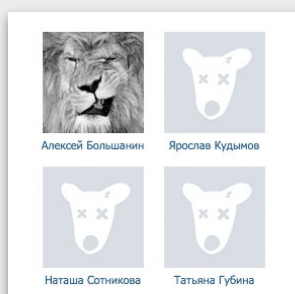 Алексей Большанин
Ярослав Кудымов
Наташа Сотникова
Татьяна Губина